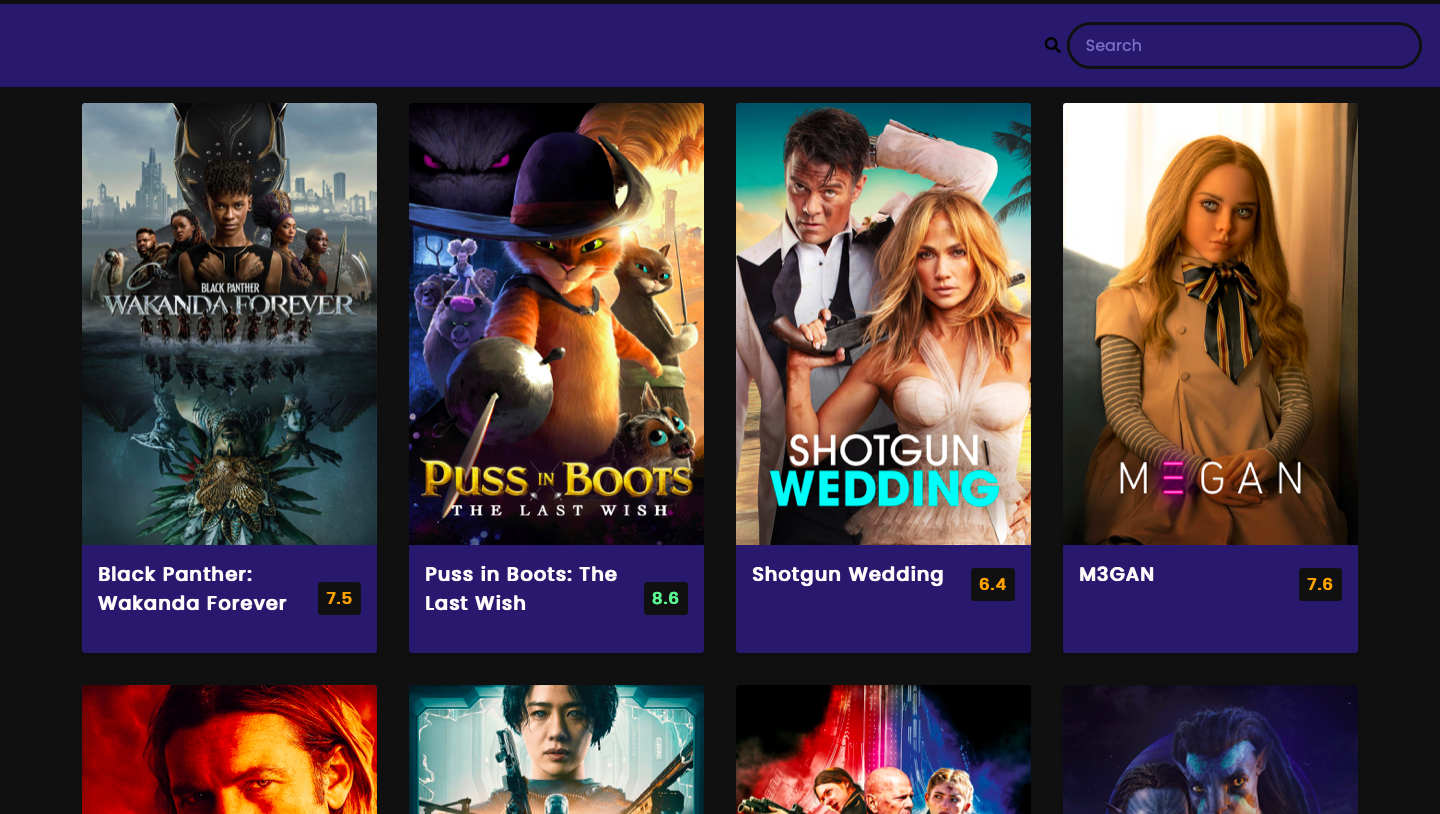 Search
BLACK PANTHER
WAKANDA FOREVER
PUSS IN BOOTS
THE LAST WISH
SHOTGUN
WEDDING
M3GAN
Black Panther:
Wakanda Forever
7.5
Puss in Boots: The
Last Wish
8.6
Shotgun Wedding
6.4
M3GAN
7.6